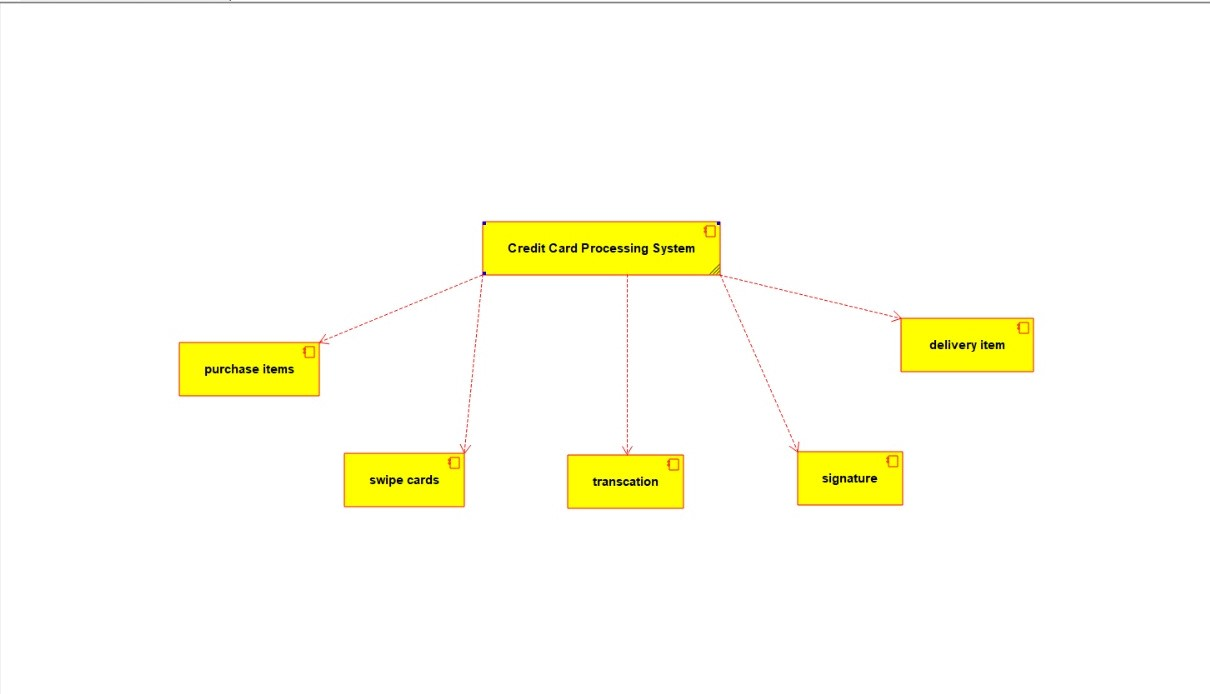 Credit Card Processing System
delivery item
purchase items
swipe cards
transcation
signature